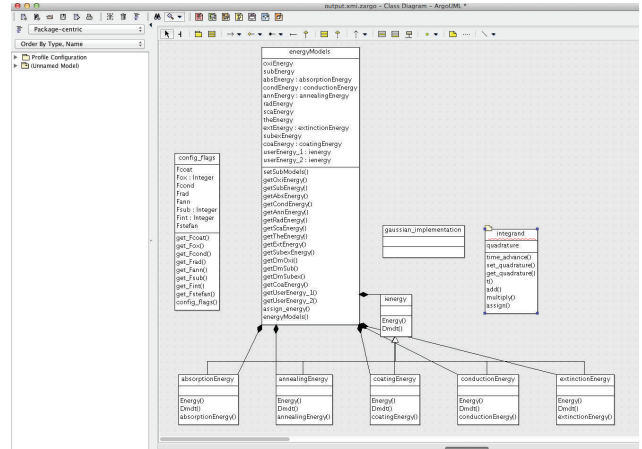 output.xmi.zargo - Class Diagram - ArgoUML *
Package-centric
Order By Type, Name
Profile Configuration
(Unnamed Model)
energyModels
oxiEnergy
subEnergy
absEnergy : absorptionEnergy
condEnergy : conductionEnergy
annEnergy : annealingEnergy
radEnergy
scaEnergy
theEnergy
extEnergy : extinctionEnergy
subexEnergy
coaEnergy : coatingEnergy
userEnergy_1 : ienergy
userEnergy_2 : ienergy
setSubModels()
getOxiEnergy()
getSubEnergy()
getAbsEnergy()
getCondEnergy()
getAnnEnergy()
getRadEnergy()
getScaEnergy()
getTheEnergy()
getExtEnergy()
getSubexEnergy()
getDmOxi()
getDmSub()
getDmSubex()
getCoaEnergy()
getUserEnergy_1()
getUserEnergy_2()
assign_energy()
energyModels()
config_flags
Fcoat
Fox : Integer
Fcond
Frad
Fann
Fsub : Integer
Fint : Integer
Fstefan
get_Fcoat()
get_Fox()
get_Fcond()
get_Frad()
get_Fann()
get_Fsub()
get_Fint()
get_Fstefan()
config_flags()
gaussian_implementation
integrand
quadrature
time_advance()
set_quadrature()
get_quadrature()
t()
add()
multiply()
assign()
ienergy
Energy()
Dmdt()
absorptionEnergy
Energy()
Dmdt()
absorptionEnergy()
annealingEnergy
Energy()
Dmdt()
annealingEnergy()
coatingEnergy
Energy()
Dmdt()
coatingEnergy()
conductionEnergy
Energy()
Dmdt()
conductionEnergy()
extinctionEnergy
Energy()
Dmdt()
extinctionEnergy()